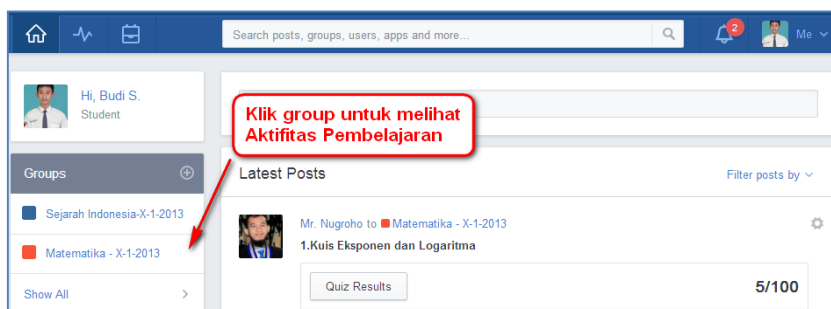 Search posts, groups, users, apps and more...
2
Me
Hi, Budi S.
Student
Klik group untuk melihat
Aktifitas Pembelajaran
Groups
Latest Posts
Filter posts by
Sejarah Indonesia-X-1-2013
Mr. Nugroho to Matematika - X-1-2013
1.Kuis Eksponen dan Logaritma
Matematika - X-1-2013
Quiz Results
5/100
Show All